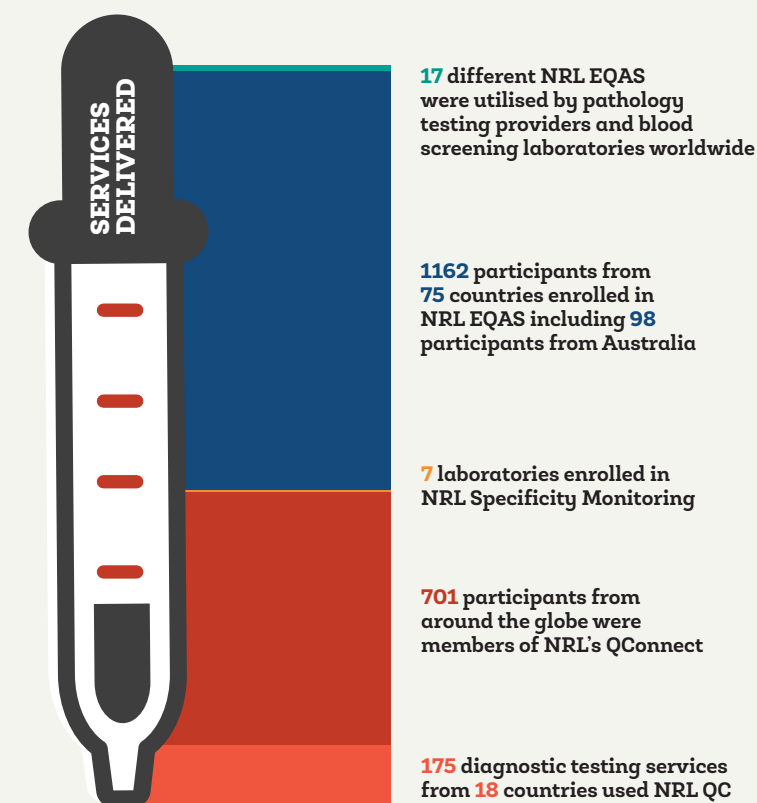 SERVICES
DELIVERED
17 different NRL EQAS
were utilised by pathology
testing providers and blood
screening laboratories worldwide
1162 participants from
75 countries enrolled in
NRL EQAS including 98
participants from Australia
7 laboratories enrolled in
NRL Specificity Monitoring
701 participants from
around the globe were
members of NRL's QConnect
175 diagnostic testing services
from 18 countries used NRL QC